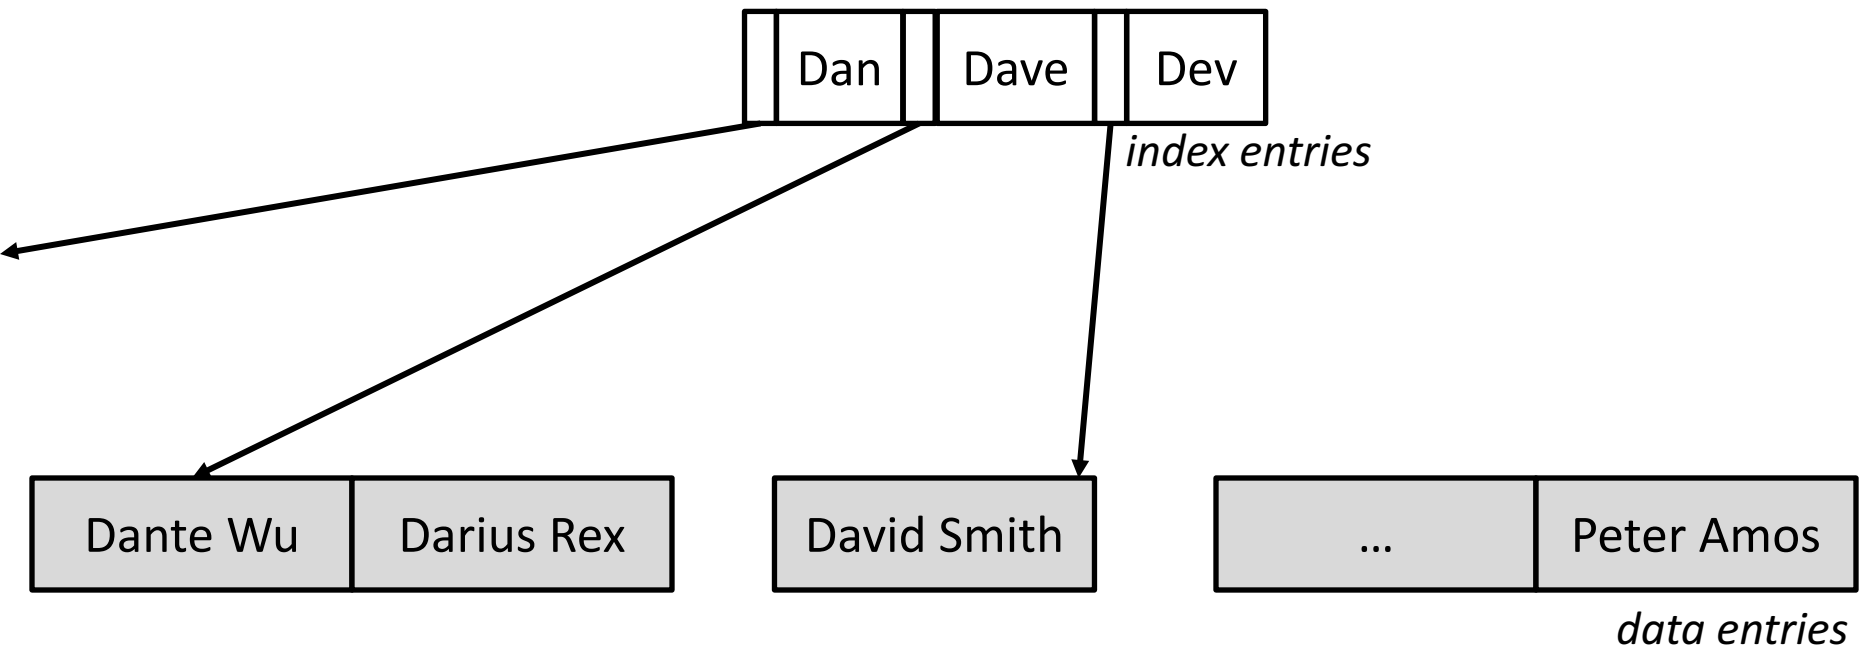 Dan Dave Dev
index entries
Dante Wu Darius Rex David Smith ... Peter Amos
data entries